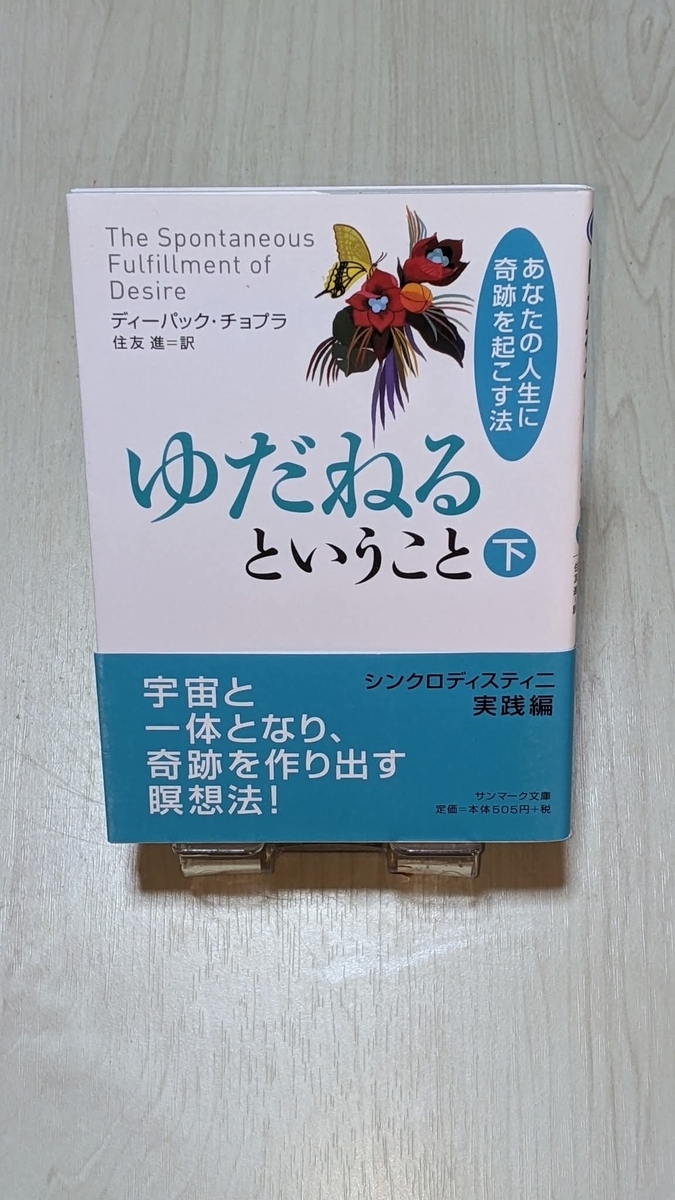 The Spontaneous
Fulfillment of
Desire
ディーパック・チョプラ
住友 進＝訳
あなたの人生に
奇跡を起こす法
ゆだねる
ということ 下
宇宙と
一体となり、
奇跡を作り出す
瞑想法！
シンクロディスティニ
実践編
サンマーク文庫
定価＝本体505円＋税